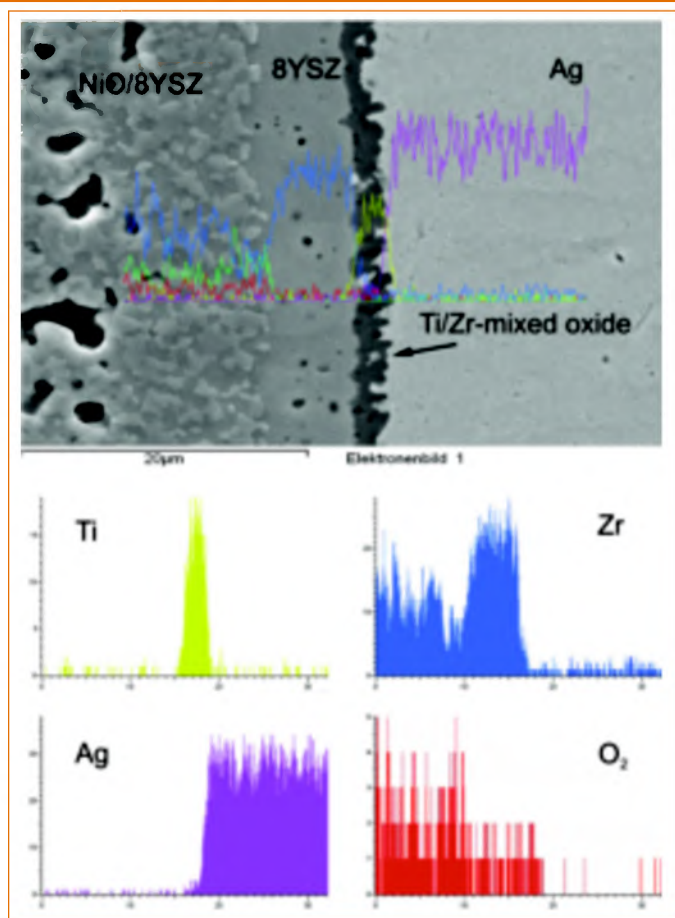 8YSZ
Ag
NiO/8YSZ
Ti/Zr-mixed oxide
20µm
Elektronenbild 1
Ti
Zr
Ag
O₂